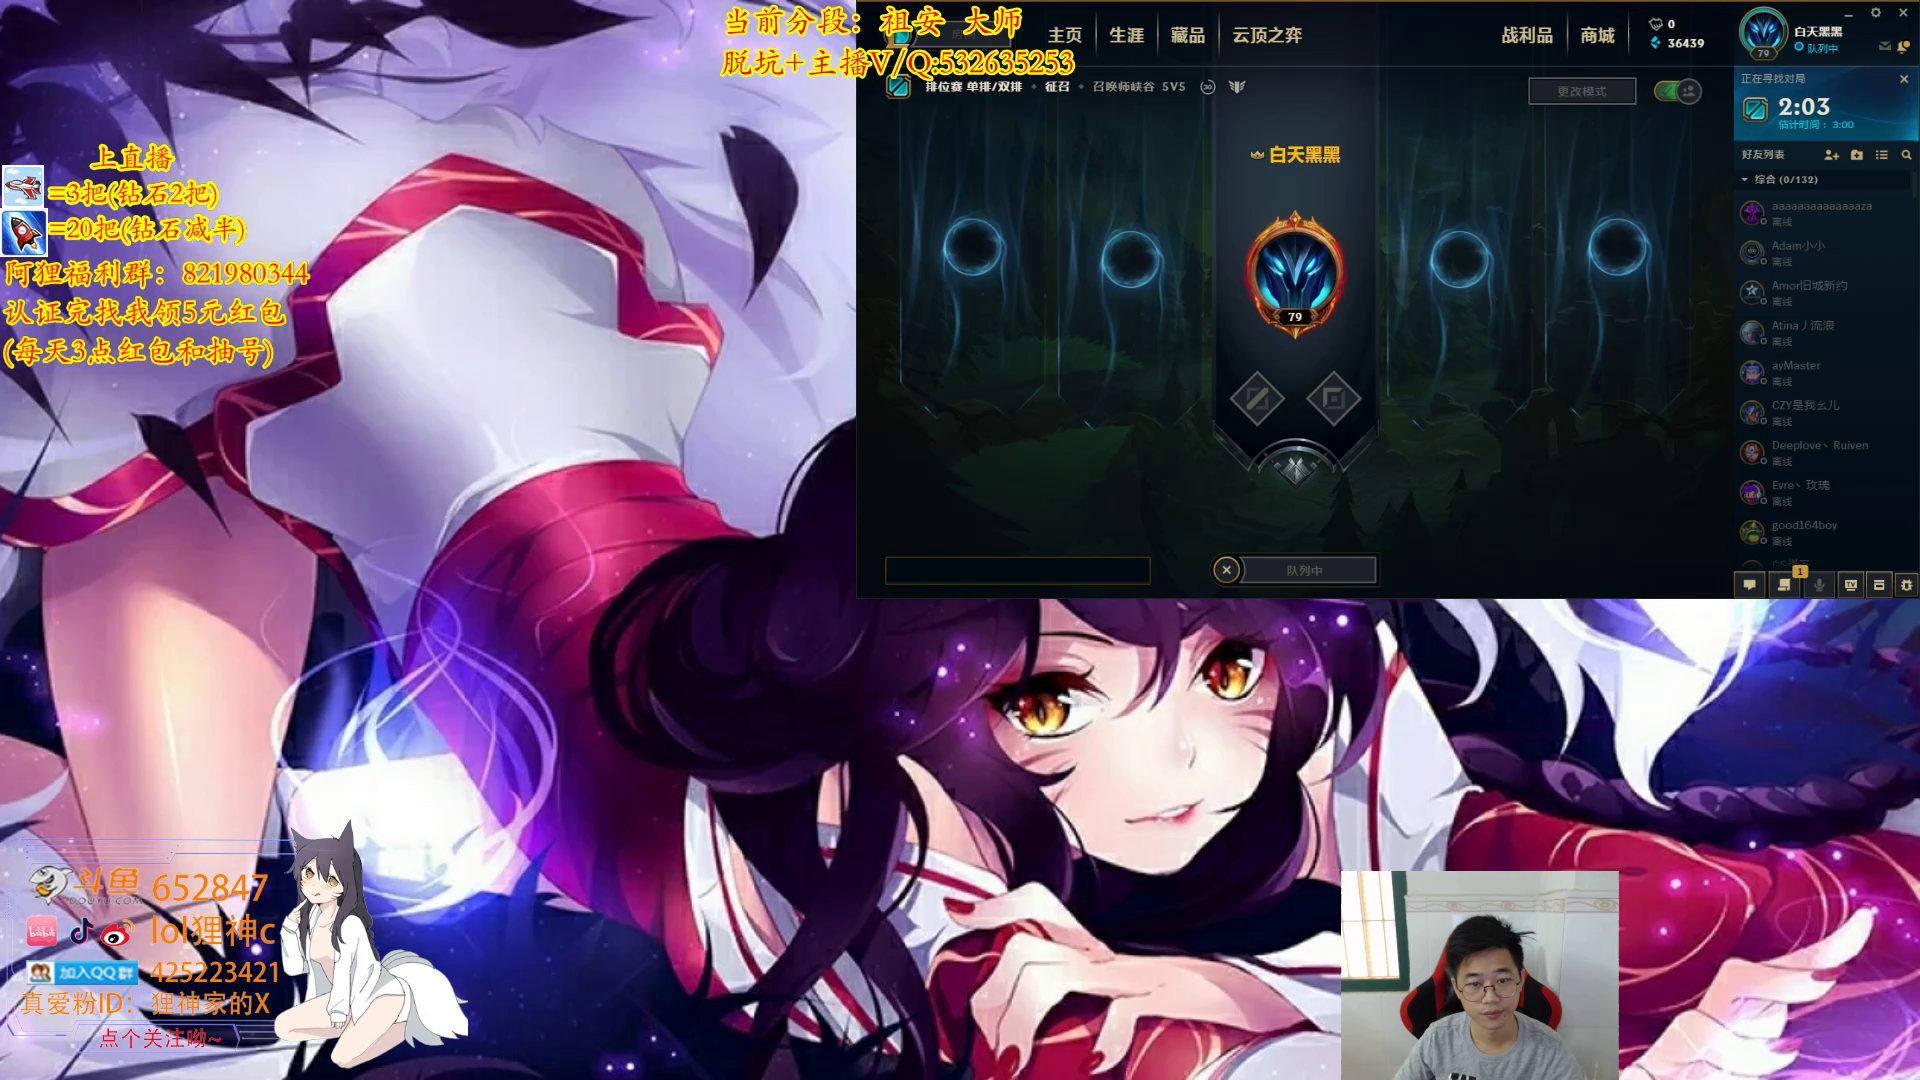 当前分段：祖安 大师
脱坑+主播V/Q:532635253
主页
生涯
藏品
云顶之弈
战利品
商城
0
36439
79
白天黑黑
队列中
排位赛 单排/双排 • 征召 • 召唤师峡谷 5V5
30
更改模式
正在寻找对局
2:03
估计时间：3:00
好友列表
综合 (0/132)
aaaaaaaaaaaaaaza
离线
Adam小小
离线
Amor旧城新约
离线
Atina丿流浪
离线
ayMaster
离线
CZY是我幺儿
离线
Deeplove丶Ruiven
离线
Evre丶玫瑰
离线
good164boy
离线
1
白天黑黑
79
队列中
上直播
=3把(钻石2把)
=20把(钻石减半)
阿狸福利群：821980344
认证完找我领5元红包
(每天3点红包和抽号)
斗鱼 652847
DOUYU.COM
lol狸神c
加入QQ群 425223421
真爱粉ID：狸神家的X
点个关注呦~